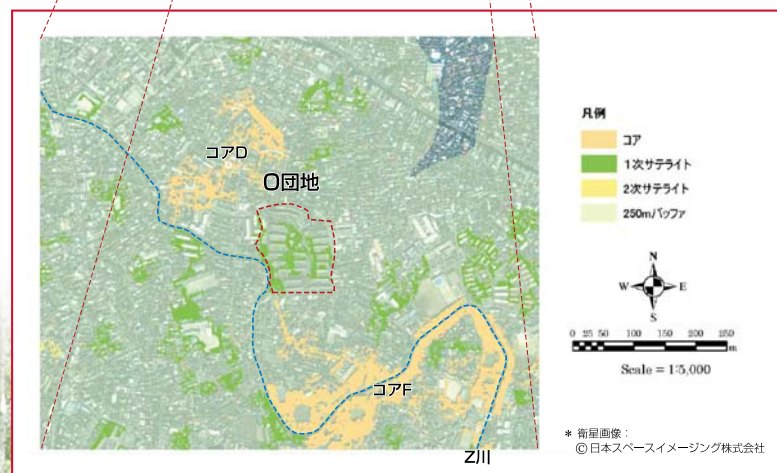 コアD
O団地
コアF
Z川
凡例
コア
1次サテライト
2次サテライト
250mバッファ
N
W
E
S
0 25 50 100 150 200 250
m
Scale = 1:5,000
* 衛星画像:
©日本スペースイメージング株式会社